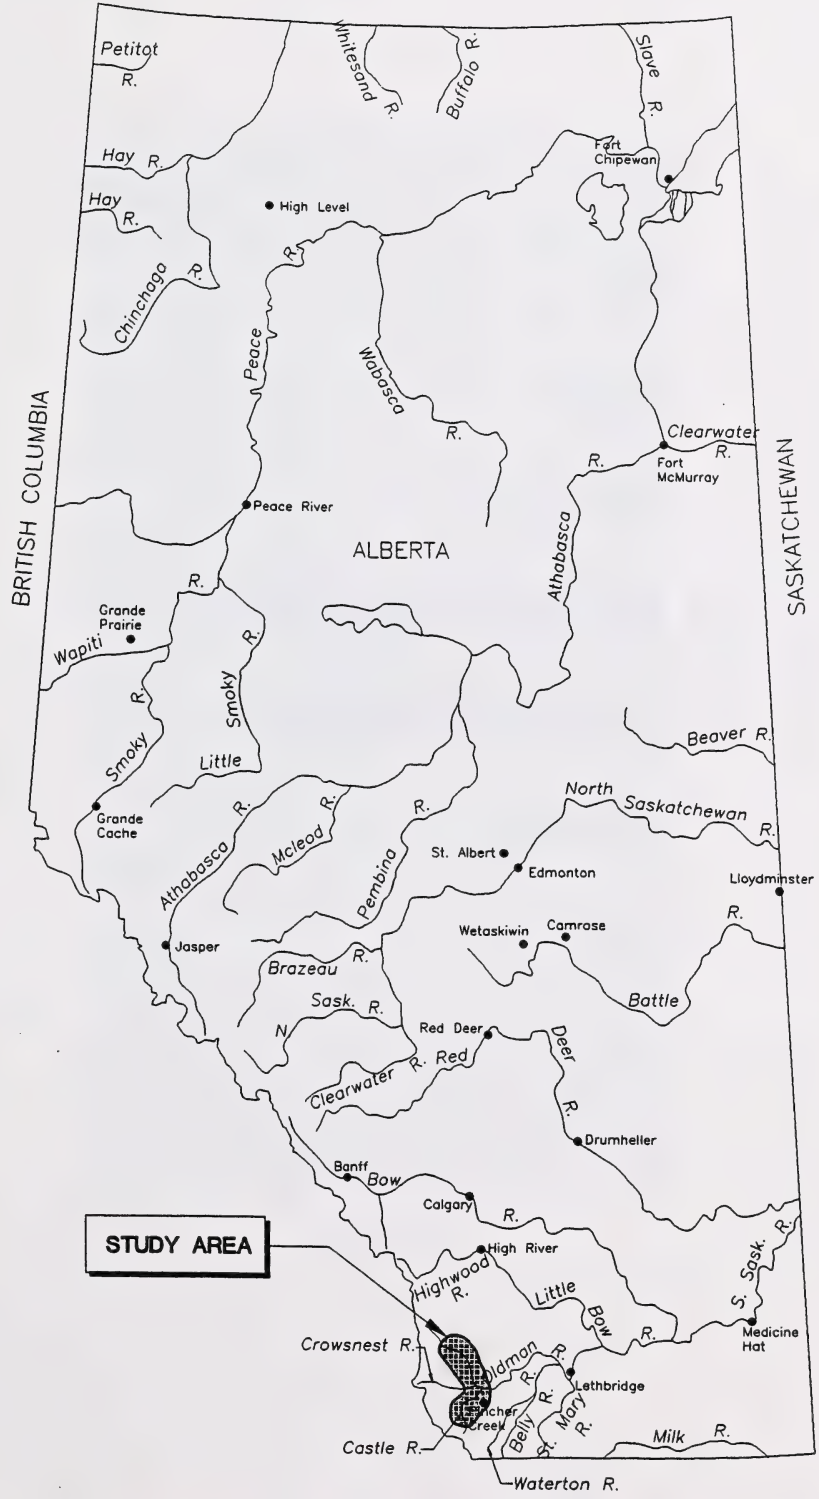 Petitot
R.
Whitesand R.
Buffalo R.
Slave R.
Hay R.
Fort
Chipewan
Hay
R.
High Level
Chinchaga R.
Peace R.
Wabasca
R.
BRITISH COLUMBIA
Clearwater
R.
R.
Fort
McMurray
SASKATCHEWAN
Peace River
ALBERTA
Athabasca
R.
Grande
Prairie
Wapiti
R.
Smoky
R.
Smoky
Little
Beaver R.
Grande
Cache
North
Saskatchewan
R.
Athabasca R.
Mcleod R.
Pembina R.
St. Albert
Edmonton
Lloydminster
Jasper
Wetaskiwin
Camrose
R.
Battle
Brazeau R.
N Sask. R.
Red Deer
Clearwater R.
Red
Deer
R.
Drumheller
Banff
Bow
Calgary
R.
STUDY AREA
High River
Highwood
R.
Little
Bow
R.
S. Sask. R.
Medicine
Hat
Crowsnest R.
Oldman R.
Lethbridge
Pincher
Creek
Castle R.
Belly R.
R.
St. Mary
R.
Milk R.
Waterton R.